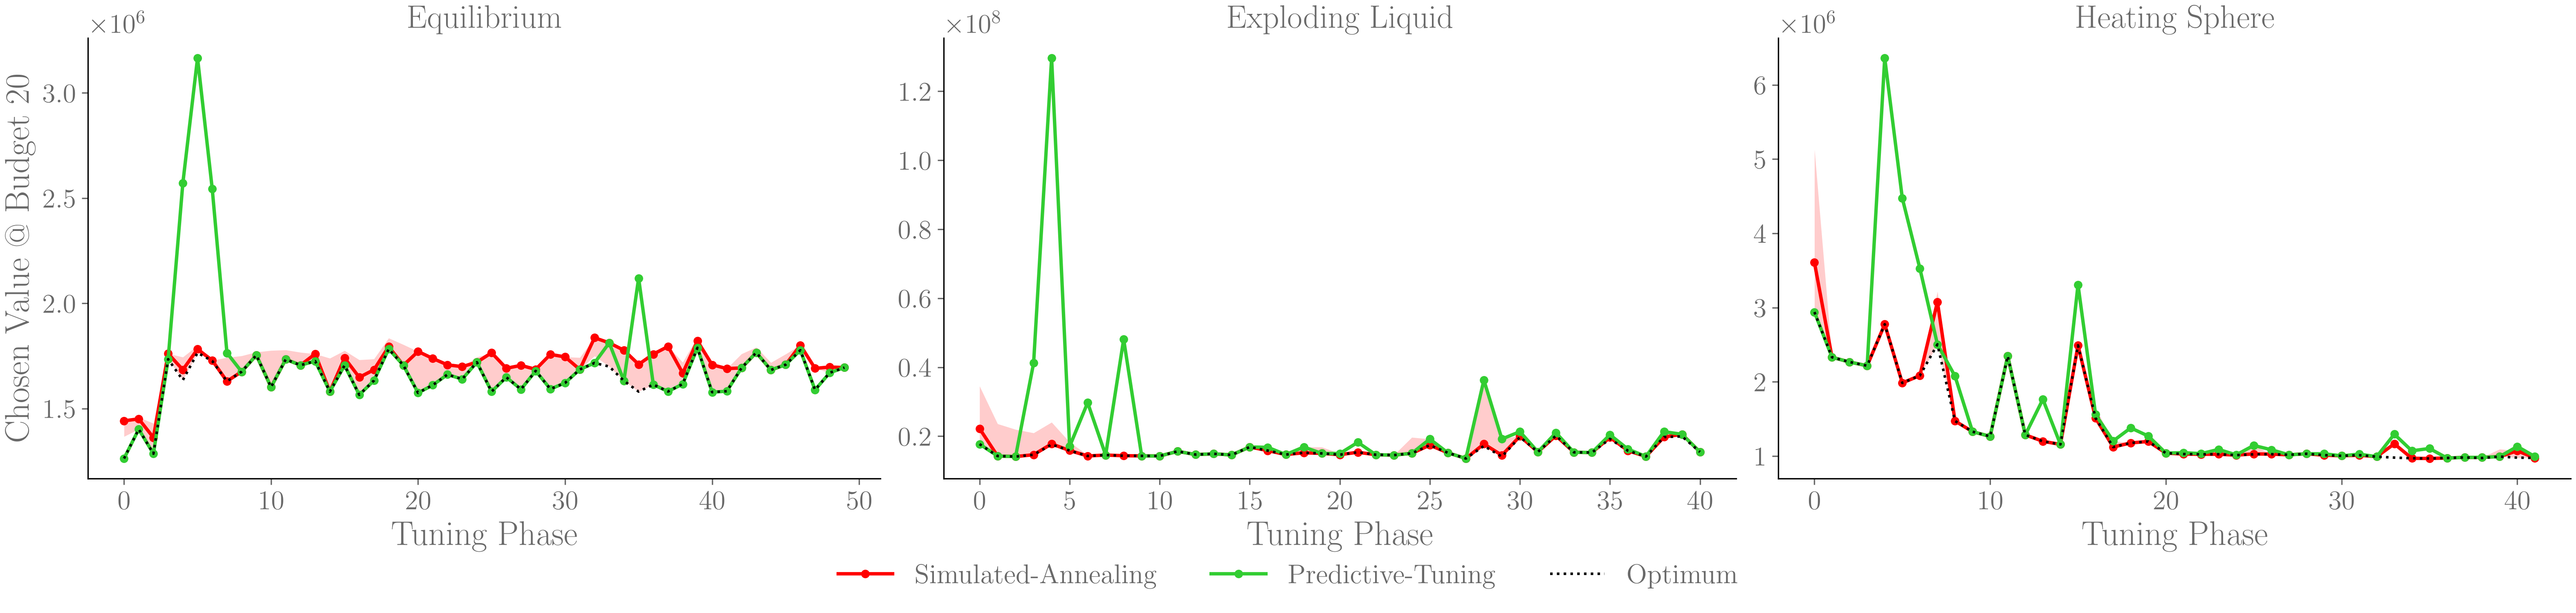 Equilibrium
×10⁶
Chosen Value @ Budget 20
3.0
2.5
2.0
1.5
0 10 20 30 40 50
Tuning Phase
Exploding Liquid
×10⁸
1.2
1.0
0.8
0.6
0.4
0.2
0 5 10 15 20 25 30 35 40
Tuning Phase
Heating Sphere
×10⁶
6
5
4
3
2
1
0 10 20 30 40
Tuning Phase
Simulated-Annealing Predictive-Tuning Optimum